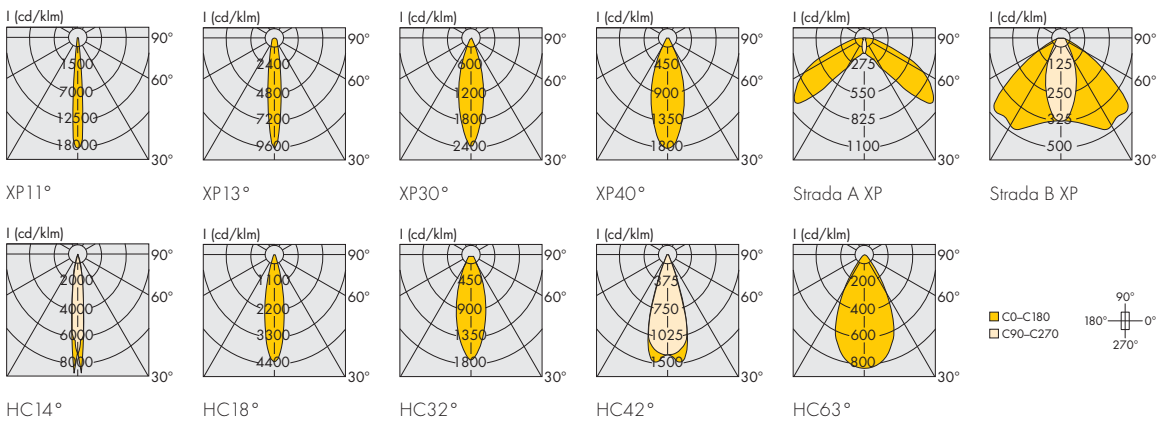 I (cd/klm) I (cd/klm) I (cd/klm) I (cd/klm) I (cd/klm) I (cd/klm)
90° 90° 90° 90° 90° 90°
1500 2400 600 450 275 125
60° 60° 60° 60° 60° 60°
7000 4800 1200 900 550 250
12500 7200 1800 1350 825 325
18000 9600 2400 1800 1100 500
30° 30° 30° 30° 30° 30°
XP11° XP13° XP30° XP40° Strada A XP Strada B XP
I (cd/klm) I (cd/klm) I (cd/klm) I (cd/klm) I (cd/klm)
90° 90° 90° 90° 90°
2000 1100 450 375 200
60° 60° 60° 60° 60°
4000 2200 900 750 400
6000 3300 1350 1025 600
8000 4400 1800 1500 800
30° 30° 30° 30° 30°
HC14° HC18° HC32° HC42° HC63°
C0–C180
C90–C270
90°
180° 0°
270°